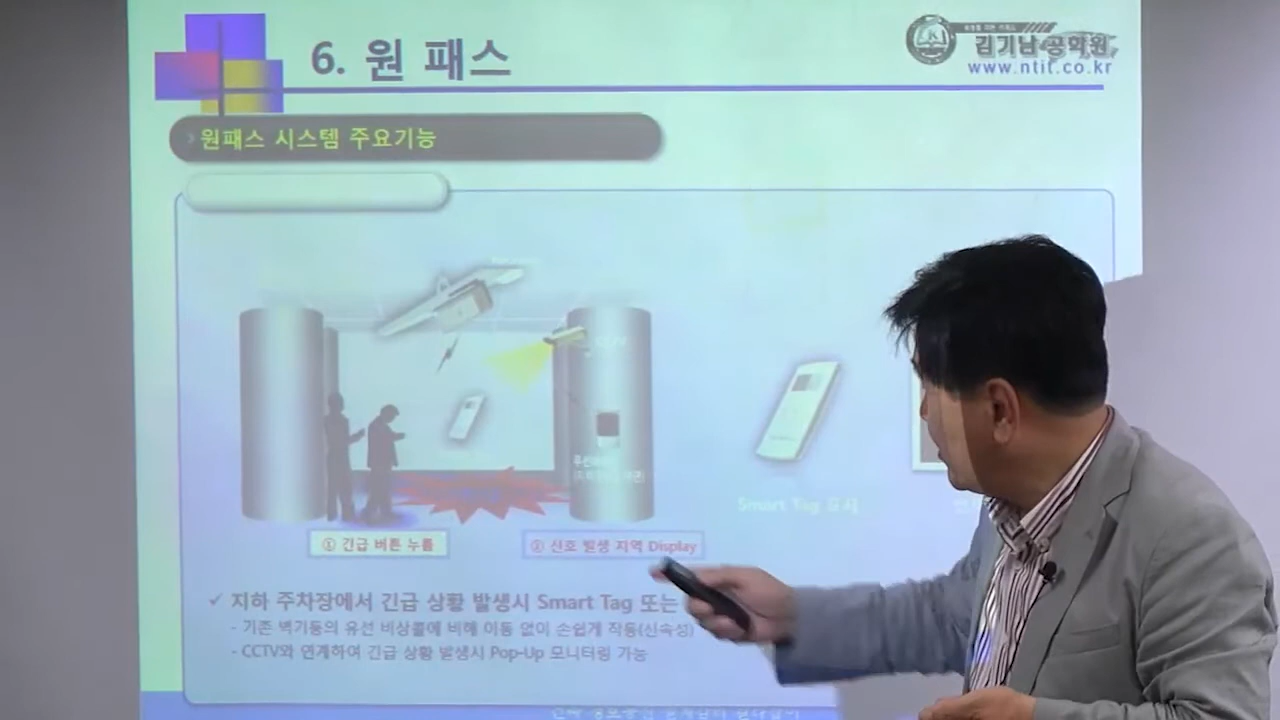 6. 원 패스
김기남 공학원
www.ntit.co.kr
원패스 시스템 주요기능
Smart Tag
① 긴급 버튼 누름
② 신호 발생 지역 Display
✓ 지하 주차장에서 긴급 상황 발생시 Smart Tag 또는
- 기존 벽기둥의 유선 비상콜에 비해 이동 없이 손쉽게 작동(신속성)
- CCTV와 연계하여 긴급 상황 발생시 Pop-Up 모니터링 가능